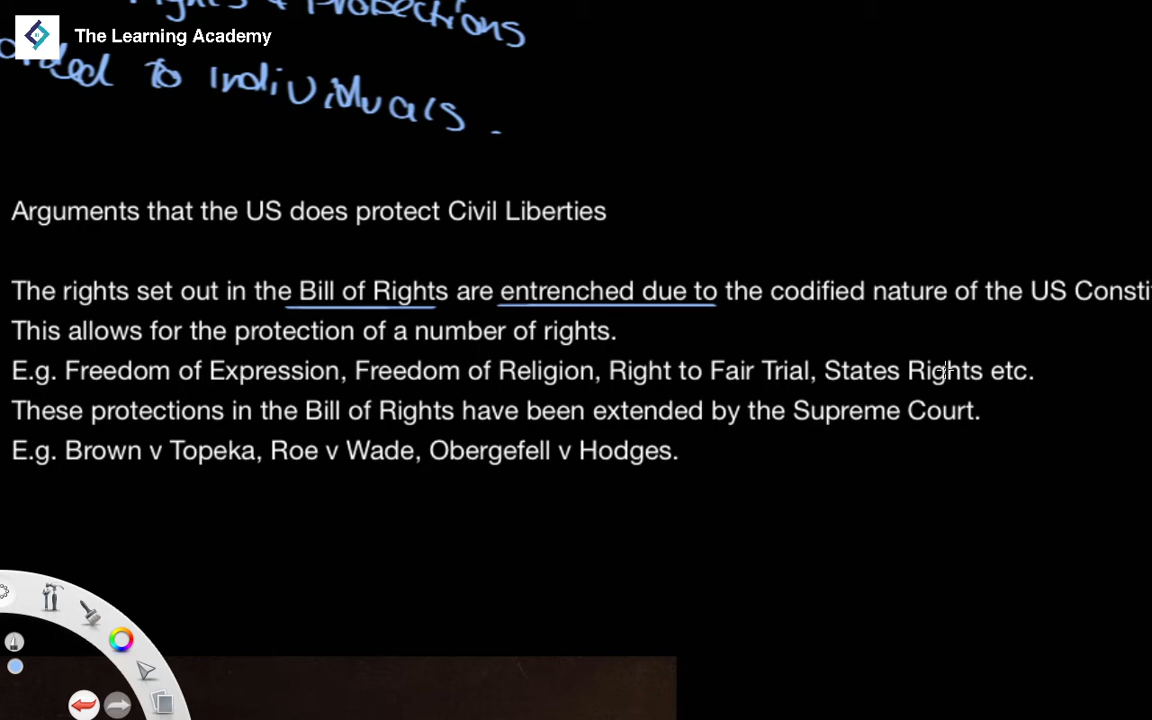 The Learning Academy
Protections
to individuals.
Arguments that the US does protect Civil Liberties
The rights set out in the Bill of Rights are entrenched due to the codified nature of the US
This allows for the protection of a number of rights.
E.g. Freedom of Expression, Freedom of Religion, Right to Fair Trial, States Rights etc.
These protections in the Bill of Rights have been extended by the Supreme Court.
E.g. Brown v Topeka, Roe v Wade, Obergefell v Hodges.